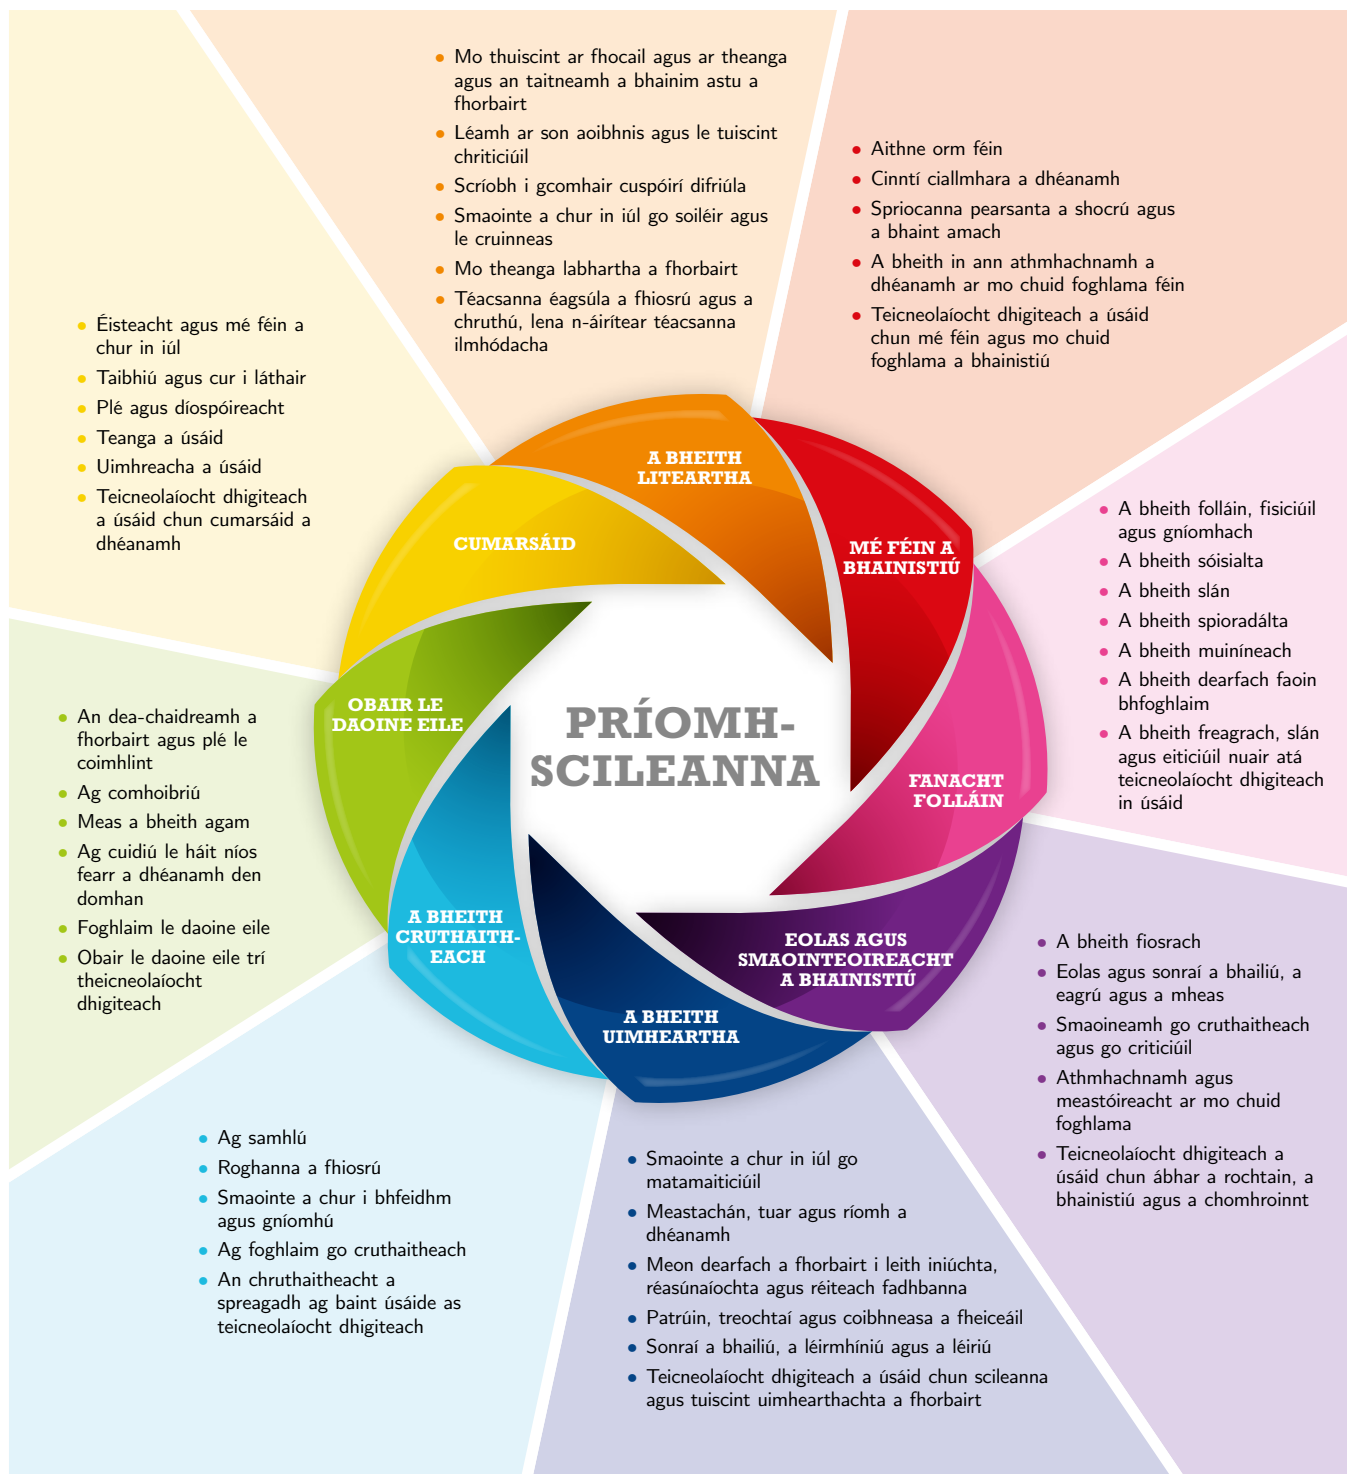 • Mo thuiscint ar fhocail agus ar theanga
agus an taitneamh a bhainim astu a
fhorbairt
• Léamh ar son aoibhnis agus le tuiscint
chriticiúil
• Scríobh i gcomhair cuspóirí difriúla
• Smaointe a chur in iúl go soiléir agus
le cruinneas
• Mo theanga labhartha a fhorbairt
• Téacsanna éagsúla a fhiosrú agus a
chruthú, lena n-áirítear téacsanna
ilmhódacha
• Aithne orm féin
• Cinntí ciallmhara a dhéanamh
• Spriocanna pearsanta a shocrú agus
a bhaint amach
• A bheith in ann athmhachnamh a
dhéanamh ar mo chuid foghlama féin
• Teicneolaíocht dhigiteach a úsáid
chun mé féin agus mo chuid
foghlama a bhainistiú
• Éisteacht agus mé féin a
chur in iúl
• Taibhiú agus cur i láthair
• Plé agus díospóireacht
• Teanga a úsáid
• Uimhreacha a úsáid
• Teicneolaíocht dhigiteach
a úsáid chun cumarsáid a
dhéanamh
A BHEITH
LITEARTHA
CUMARSÁID
MÉ FÉIN A
BHAINISTIÚ
• A bheith folláin, fisiciúil
agus gníomhach
• A bheith sóisialta
• A bheith slán
• A bheith spioradálta
• A bheith muiníneach
• A bheith dearfach faoin
bhfoghlaim
• A bheith freagrach, slán
agus eiticiúil nuair atá
teicneolaíocht dhigiteach
in úsáid
OBAIR LE
DAOINE EILE
PRÍOMH-
SCILEANNA
FANACHT
FOLLÁIN
• An dea-chaidreamh a
fhorbairt agus plé le
coimhlint
• Ag comhoibriú
• Meas a bheith agam
• Ag cuidiú le háit níos
fearr a dhéanamh den
domhan
• Foghlaim le daoine eile
• Obair le daoine eile trí
theicneolaíocht
dhigiteach
A BHEITH
CRUTHAITH-
EACH
EOLAS AGUS
SMAOINTEOIREACHT
A BHAINISTIÚ
A BHEITH
UIMHEARTHA
• A bheith fiosrach
• Eolas agus sonraí a bhailiú, a
eagrú agus a mheas
• Smaoineamh go cruthaitheach
agus go criticiúil
• Athmhachnamh agus
meastóireacht ar mo chuid
foghlama
• Teicneolaíocht dhigiteach a
úsáid chun ábhar a rochtain, a
bhainistiú agus a chomhroinnt
• Ag samhlú
• Roghanna a fhiosrú
• Smaointe a chur i bhfeidhm
agus gníomhú
• Ag foghlaim go cruthaitheach
• An chruthaitheacht a
spreagadh ag baint úsáide as
teicneolaíocht dhigiteach
• Smaointe a chur in iúl go
matamaiticiúil
• Meastachán, tuar agus ríomh a
dhéanamh
• Meon dearfach a fhorbairt i leith iniúchta,
réasúnaíochta agus réiteach fadhbanna
• Patrúin, treochtaí agus coibhneasa a fheiceáil
• Sonraí a bhailiú, a léirmhíniú agus a léiriú
• Teicneolaíocht dhigiteach a úsáid chun scileanna
agus tuiscint uimhearthachta a fhorbairt